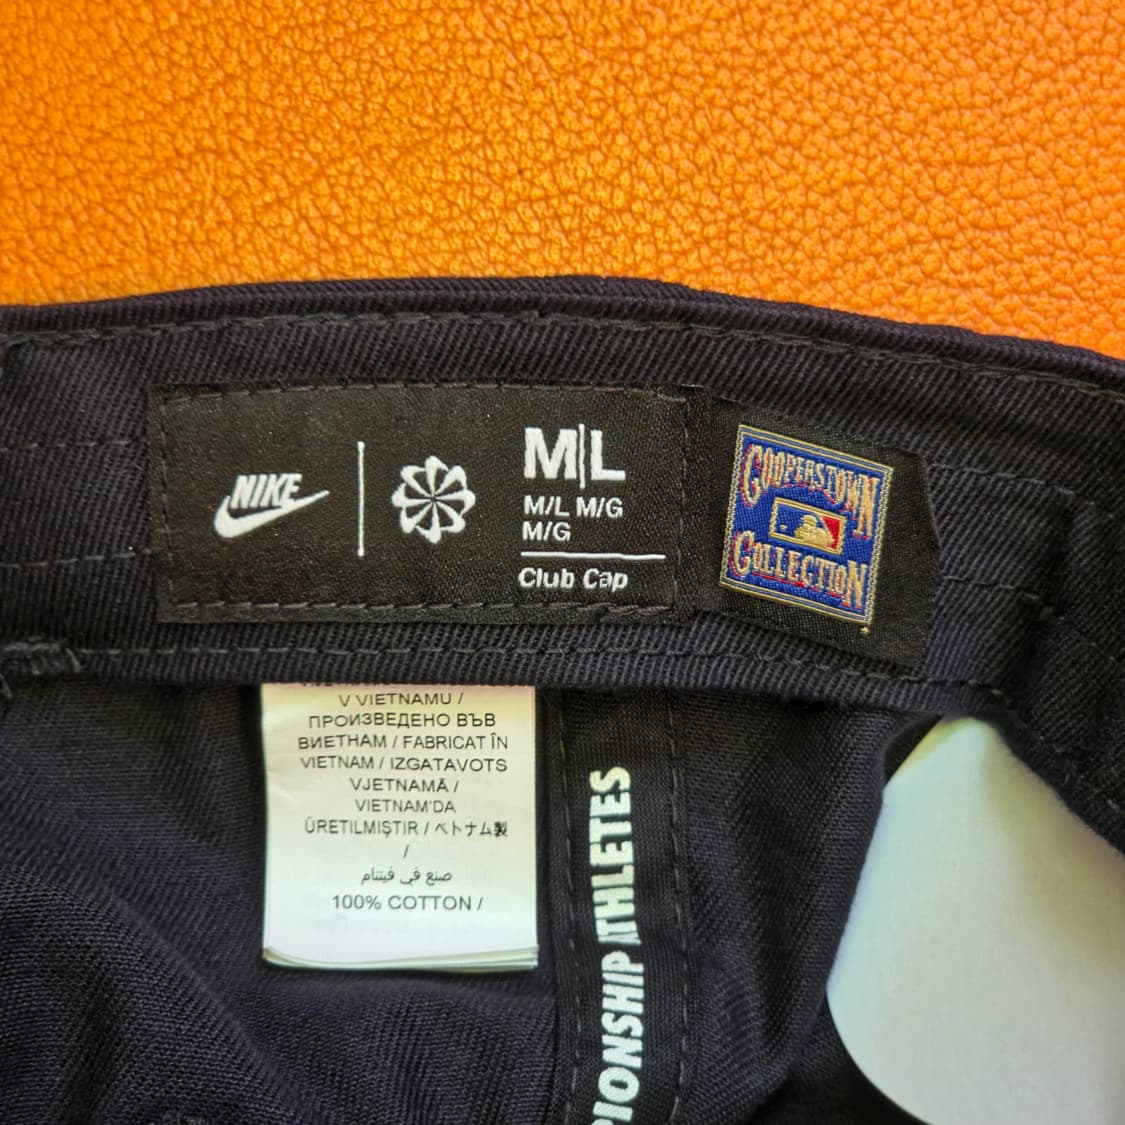 NIKE
M|L
M/L M/G
M/G
Club Cap
COOPERSTOWN
COLLECTION
V VIETNAMU /
ПРОИЗВЕДЕНО ВЪВ
ВИЕТНАМ / FABRICAT ÎN
VIETNAM / IZGATAVOTS
VJETNAMĀ /
VIETNAM'DA
ÜRETILMIŞTIR / ベトナム製
/
صنع في فيتنام
100% COTTON /
PIONSHIP ATHLETES